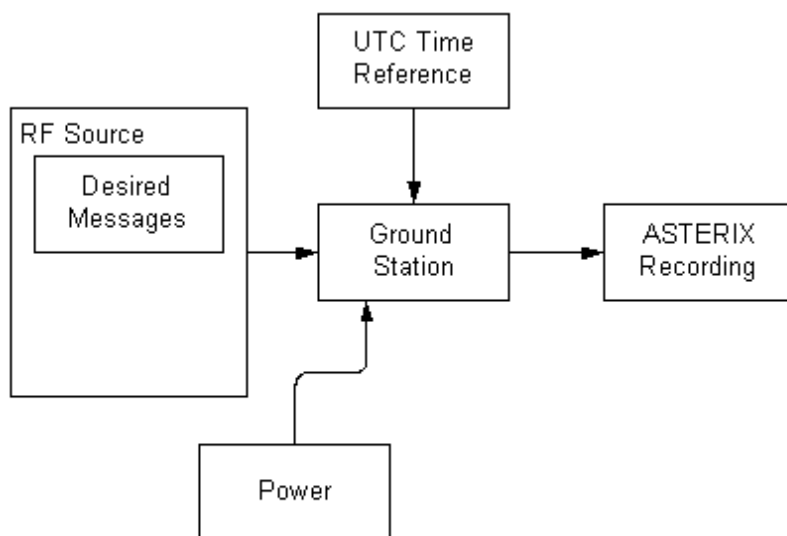 UTC Time
Reference
RF Source
Desired
Messages
Ground
Station
ASTERIX
Recording
Power